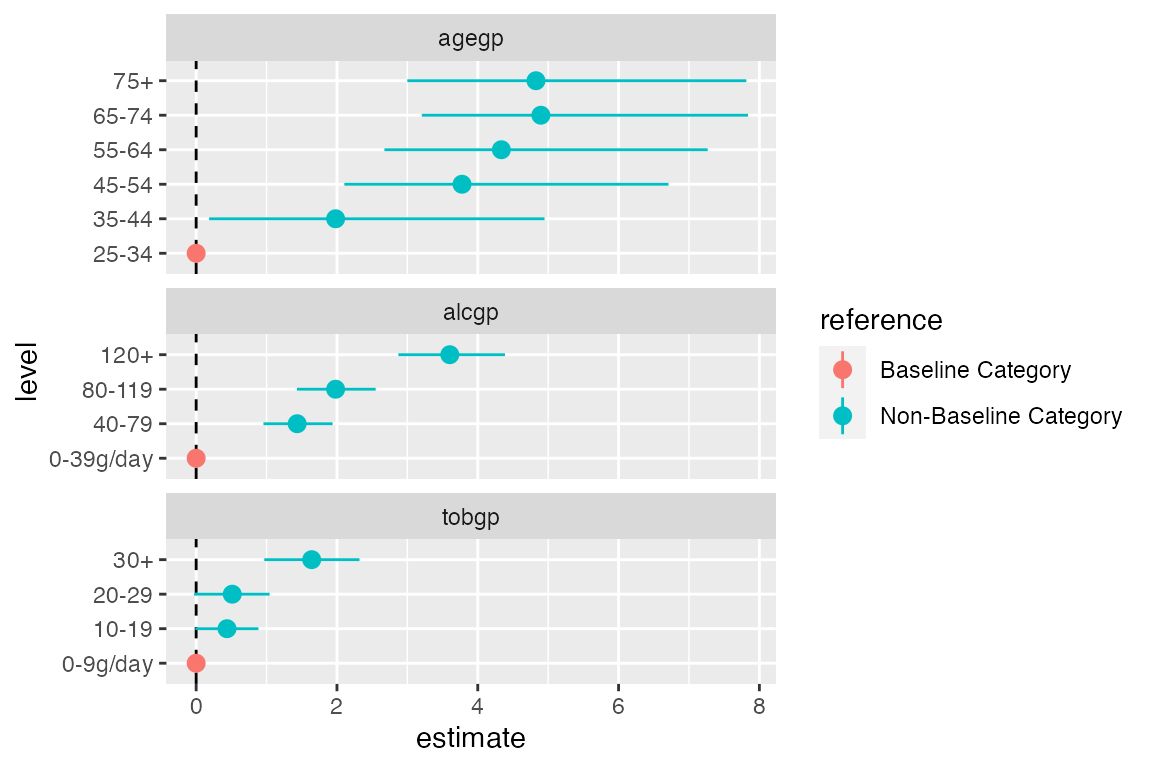 agegp
75+
65-74
55-64
45-54
35-44
25-34
alcgp
120+
80-119
40-79
0-39g/day
tobgp
30+
20-29
10-19
0-9g/day
0 2 4 6 8
estimate
level
reference
Baseline Category
Non-Baseline Category